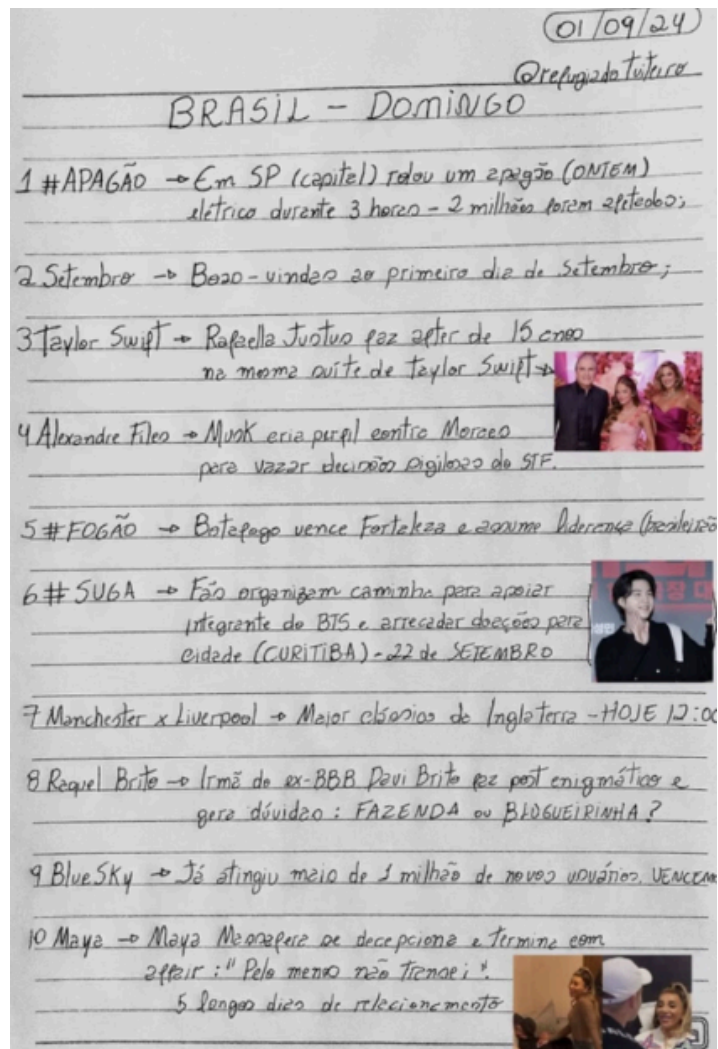 01/09/24
@refugiadotuiteiro
BRASIL - DOMINGO
1 #APAGÃO → Em SP (capital) rolou um apagão (ONTEM)
elétrico durante 3 horas - 2 milhões foram afetados;
2 Setembro → Boas-vindas ao primeiro dia de Setembro;
3 Taylor Swift → Rafaella Justus faz after de 15 anos
na mesma suíte de Taylor Swift →
4 Alexandre Files → Musk cria perfil contra Moraes
para vazar decisões sigilosas do STF.
5 #FOGÃO → Botafogo vence Fortaleza e assume liderança (brasileirão
6 #SUGA → Fãs organizam caminha para apoiar
integrante do BTS e arrecadar doações para
cidade (CURITIBA) - 22 de SETEMBRO
7 Manchester x Liverpool → Maior clássico da Inglaterra - HOJE 12:00
8 Raquel Brito → Irmã do ex-BBB Davi Brito fez post enigmático e
gera dúvidas : FAZENDA ou BLOGUEIRINHA ?
9 BlueSky → Já atingiu mais de 1 milhão de novos usuários.
10 Maya → Maya Massafera se decepciona e termina com
affair : " Pelo menos não transei ".
5 longos dias de relacionamento